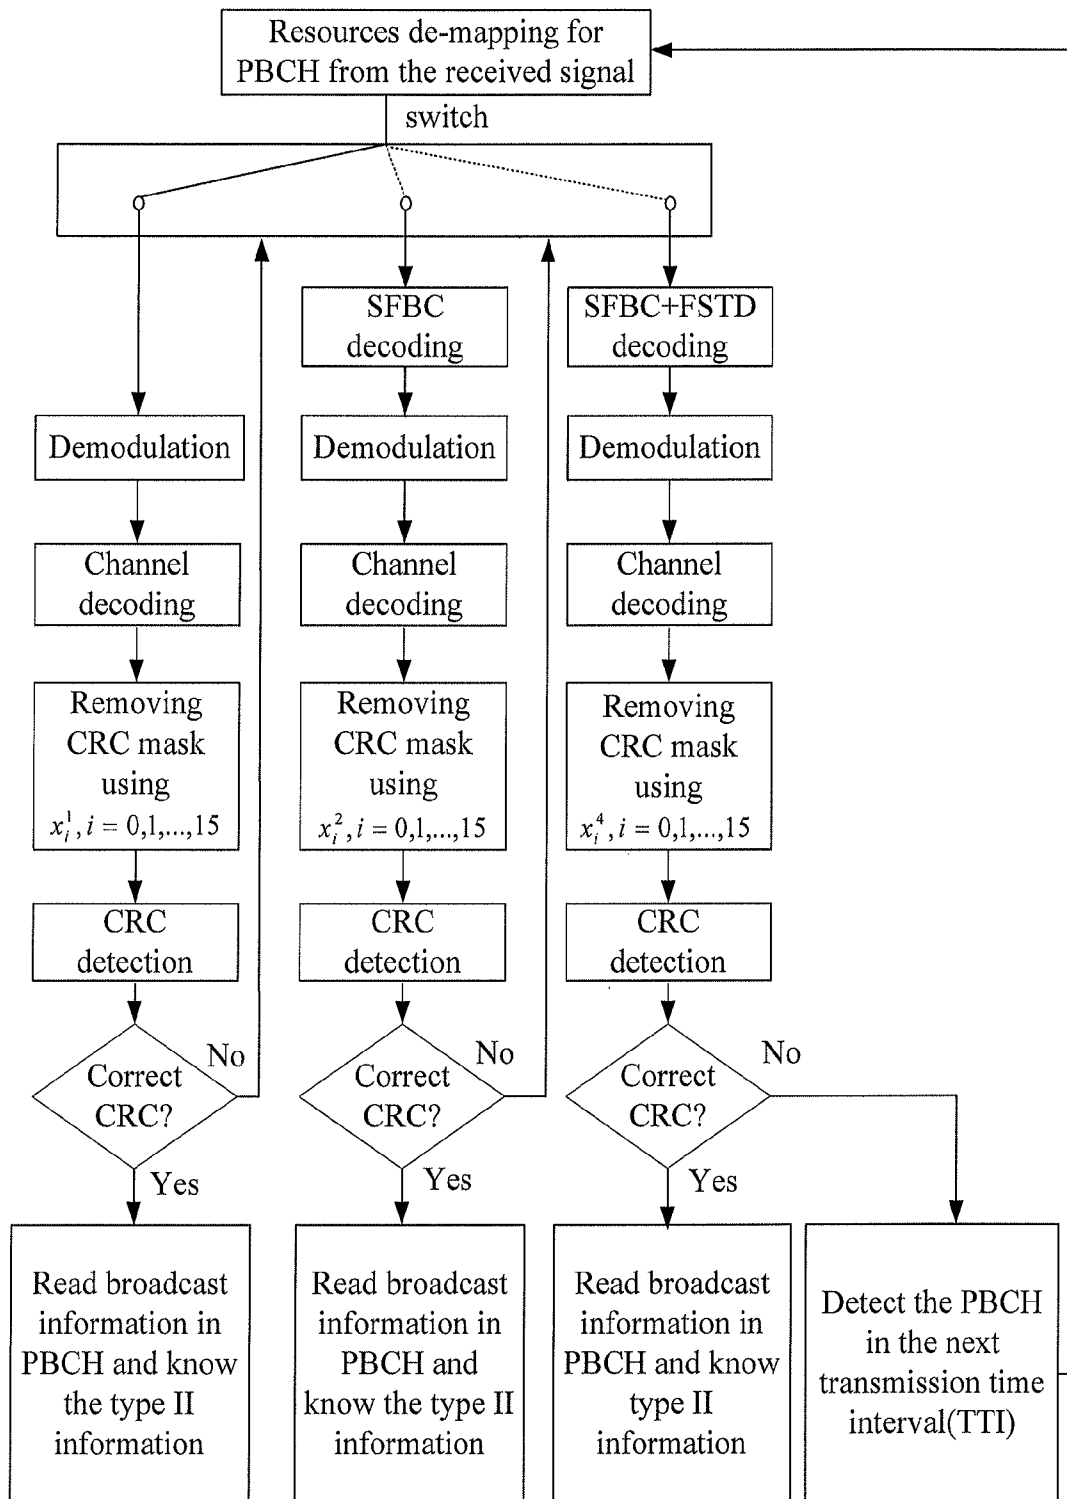 Resources de-mapping for
PBCH from the received signal
switch
SFBC
decoding
SFBC+FSTD
decoding
Demodulation
Demodulation
Demodulation
Channel
decoding
Channel
decoding
Channel
decoding
Removing
CRC mask
using
x_i^1, i = 0,1,...,15
Removing
CRC mask
using
x_i^2, i = 0,1,...,15
Removing
CRC mask
using
x_i^4, i = 0,1,...,15
CRC
detection
CRC
detection
CRC
detection
Correct
CRC?
No
Correct
CRC?
No
Correct
CRC?
No
Yes
Yes
Yes
Read broadcast
information in
PBCH and know
the type II
information
Read broadcast
information in
PBCH and
know the type II
information
Read broadcast
information in
PBCH and know
type II
information
Detect the PBCH
in the next
transmission time
interval(TTI)